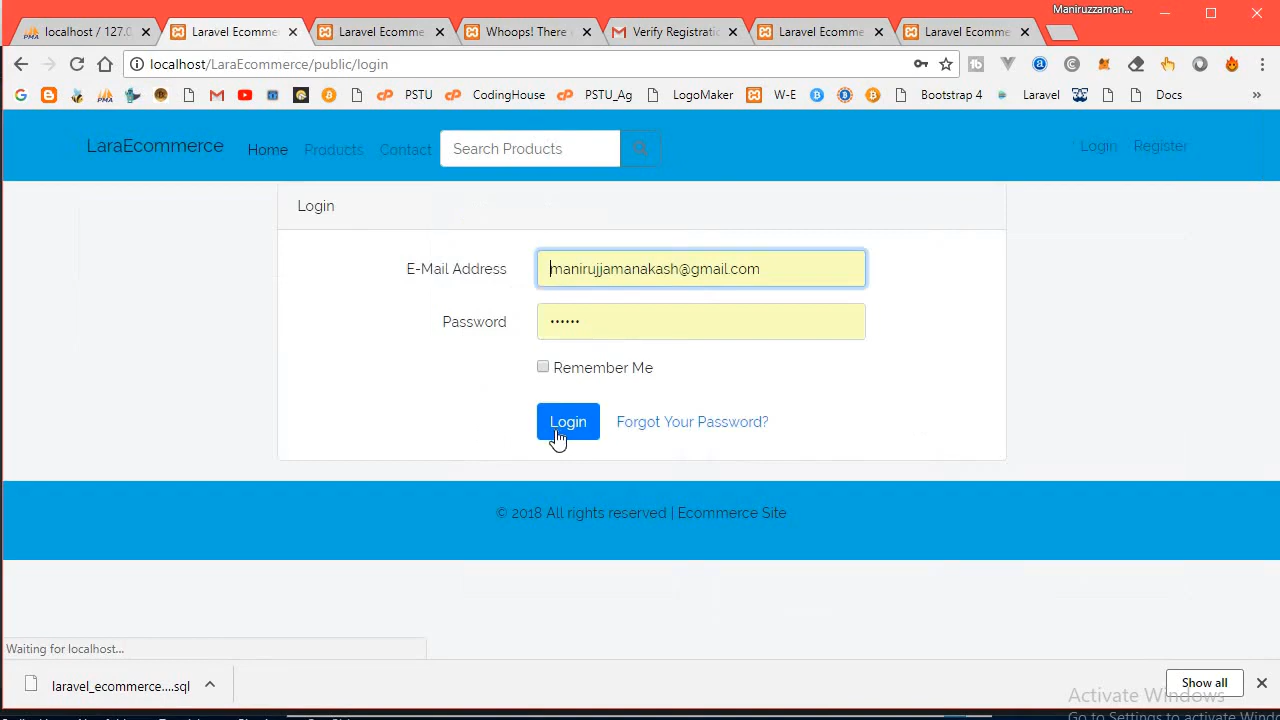 Maniruzzaman...
localhost / 127.0
Laravel Ecomme
Laravel Ecomme
Whoops! There
Verify Registrati
Laravel Ecomme
Laravel Ecomme
localhost/LaraEcommerce/public/login
PSTU
CodingHouse
PSTU_Ag
LogoMaker
W-E
Bootstrap 4
Laravel
Docs
»
LaraEcommerce
Home
Products
Contact
Search Products
Login
Register
Login
E-Mail Address
manirujjamanakash@gmail.com
Password
••••••
Remember Me
Login
Forgot Your Password?
© 2018 All rights reserved | Ecommerce Site
Waiting for localhost...
laravel_ecommerce....sql
Show all
Activate Windows
Go to Settings to activate Wind